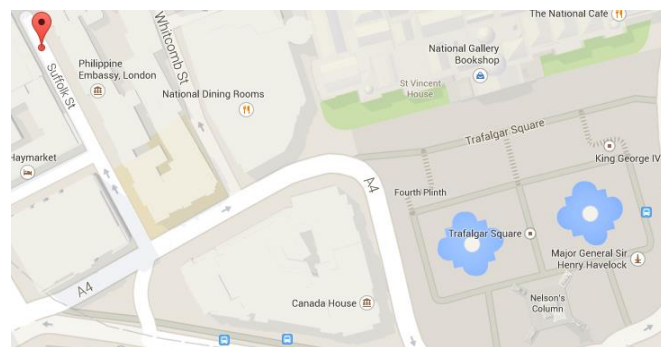 The National Café
Whitcomb St
National Gallery
Bookshop
Philippine
Embassy, London
Suffolk St
St Vincent
House
National Dining Rooms
Trafalgar Square
Haymarket
King George IV
A4
Fourth Plinth
Trafalgar Square
Major General Sir
Henry Havelock
A4
Canada House
Nelson's
Column